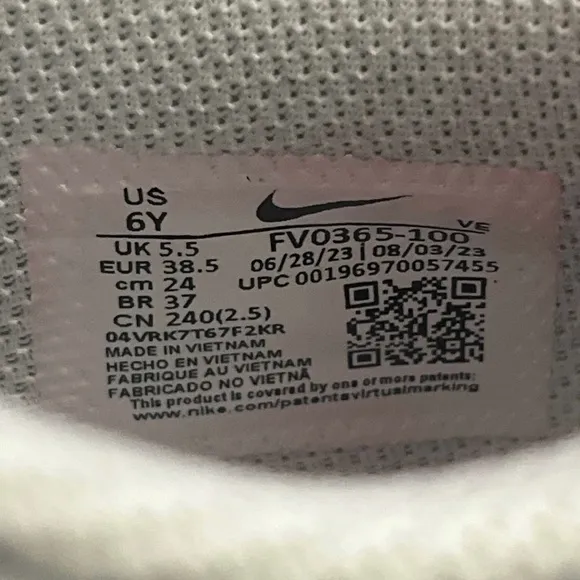 US
6Y
VE
UK 5.5
FV0365-100
EUR 38.5
06/28/23 | 08/03/23
cm 24
UPC 00196970057455
BR 37
CN 240(2.5)
04VRK7T67F2KR
MADE IN VIETNAM
HECHO EN VIETNAM
FABRIQUE AU VIETNAM
FABRICADO NO VIETNÃ
This product is covered by one or more patents:
www.nike.com/patentsvirtualmarking